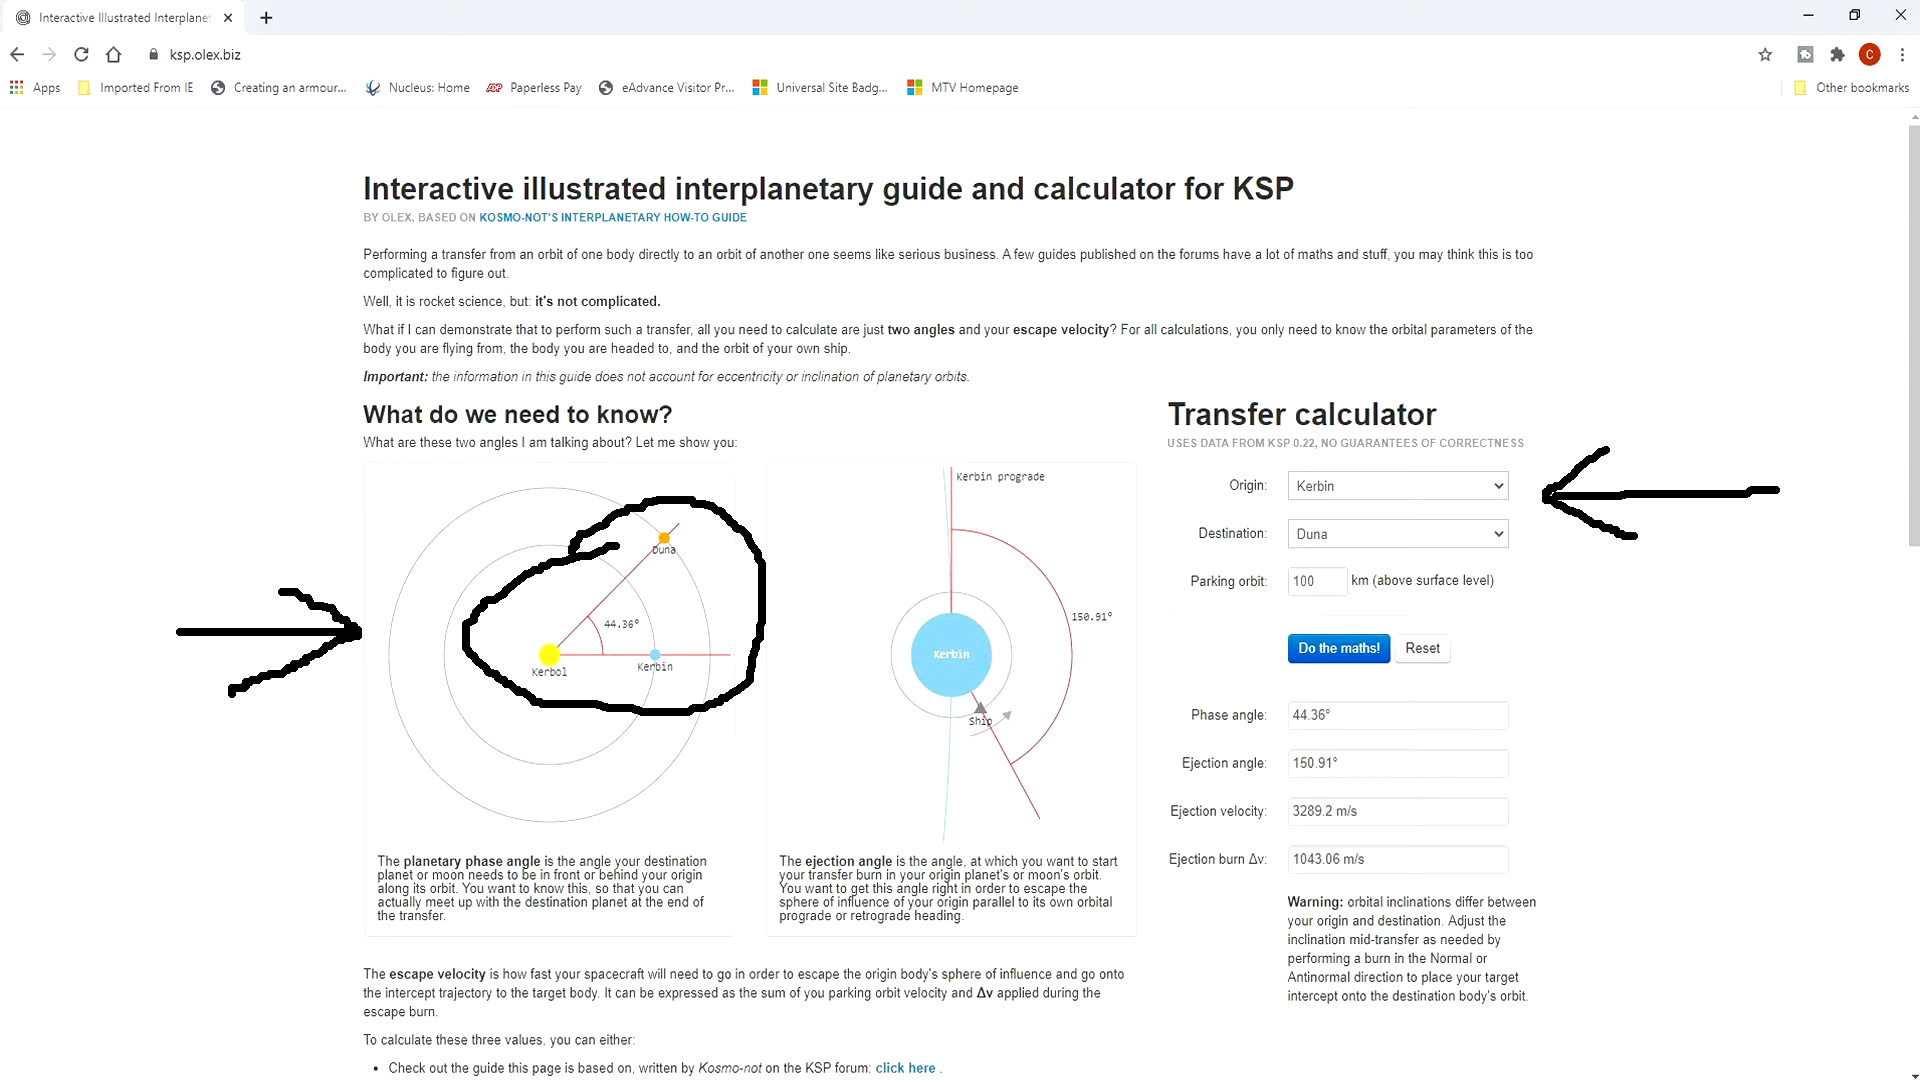 Interactive Illustrated Interplanet
ksp.olex.biz
C
Apps
Imported From IE
Creating an armour...
Nucleus: Home
Paperless Pay
eAdvance Visitor Pr...
Universal Site Badg...
MTV Homepage
Other bookmarks
Interactive illustrated interplanetary guide and calculator for KSP
BY OLEX, BASED ON KOSMO-NOT'S INTERPLANETARY HOW-TO GUIDE
Performing a transfer from an orbit of one body directly to an orbit of another one seems like serious business. A few guides published on the forums have a lot of maths and stuff, you may think this is too
complicated to figure out.
Well, it is rocket science, but: it's not complicated.
What if I can demonstrate that to perform such a transfer, all you need to calculate are just two angles and your escape velocity? For all calculations, you only need to know the orbital parameters of the
body you are flying from, the body you are headed to, and the orbit of your own ship.
Important: the information in this guide does not account for eccentricity or inclination of planetary orbits.
What do we need to know?
What are these two angles I am talking about? Let me show you:
Duna
44.36°
Kerbol
Kerbin
The planetary phase angle is the angle your destination
planet or moon needs to be in front or behind your origin
along its orbit. You want to know this, so that you can
actually meet up with the destination planet at the end of
the transfer.
Kerbin prograde
150.91°
Kerbin
Ship
The ejection angle is the angle, at which you want to start
your transfer burn in your origin planet's or moon's orbit.
You want to get this angle right in order to escape the
sphere of influence of your origin parallel to its own orbital
prograde or retrograde heading.
The escape velocity is how fast your spacecraft will need to go in order to escape the origin body's sphere of influence and go onto
the intercept trajectory to the target body. It can be expressed as the sum of you parking orbit velocity and Δv applied during the
escape burn.
To calculate these three values, you can either:
• Check out the guide this page is based on, written by Kosmo-not on the KSP forum: click here .
Transfer calculator
USES DATA FROM KSP 0.22, NO GUARANTEES OF CORRECTNESS
Origin: Kerbin
Destination: Duna
Parking orbit: 100 km (above surface level)
Do the maths! Reset
Phase angle: 44.36°
Ejection angle: 150.91°
Ejection velocity: 3289.2 m/s
Ejection burn Δv: 1043.06 m/s
Warning: orbital inclinations differ between
your origin and destination. Adjust the
inclination mid-transfer as needed by
performing a burn in the Normal or
Antinormal direction to place your target
intercept onto the destination body's orbit.